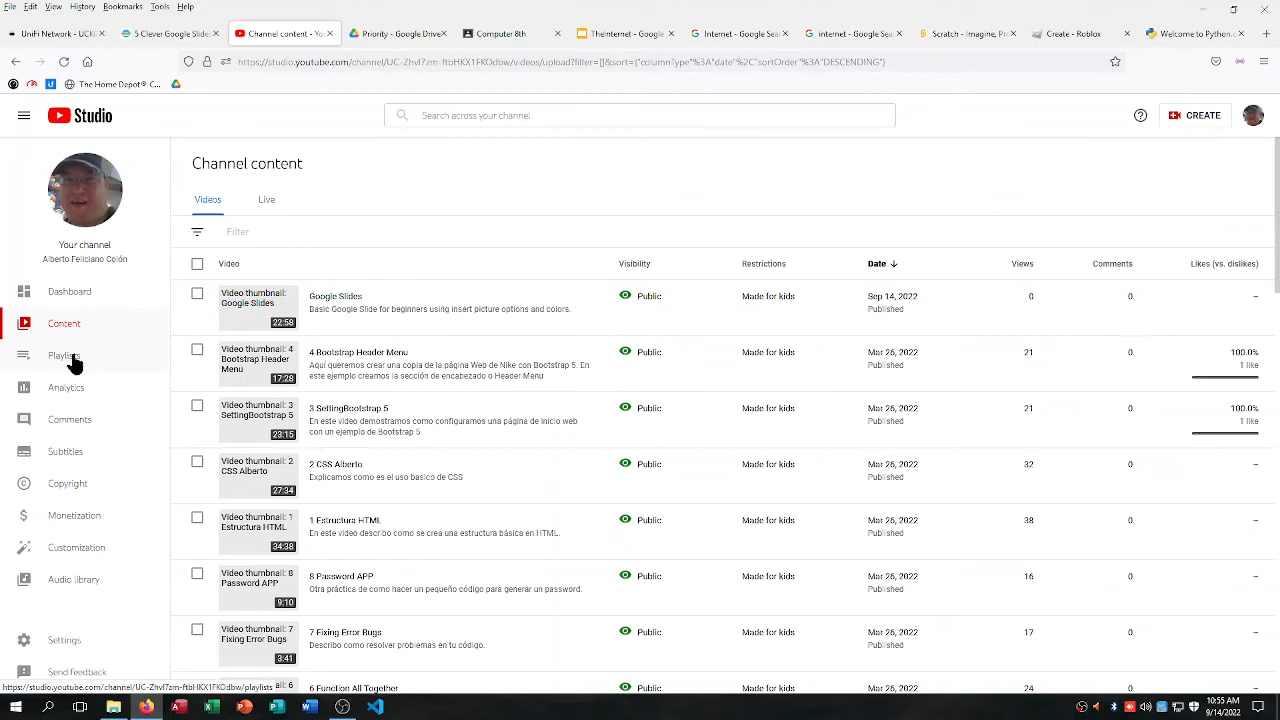 File Edit View History Bookmarks Tools Help
UniFi Network - UCK
5 Clever Google Slides
Channel content - You
Priority - Google Drive
Computer 8th
TheInternet - Google
Internet - Google Sea
internet - Google Sea
Scratch - Imagine, Pr
Create - Roblox
Welcome to Python.o
https://studio.youtube.com/channel/UC-Zhvl7zm-ftoHKX1FKOdbw/videos/upload?filter=[]&sort={"columnType"%3A"date"%2C"sortOrder"%3A"DESCENDING"}
The Home Depot® C...
Studio
Search across your channel
CREATE
Your channel
Alberto Feliciano Colón
Dashboard
Content
Playlists
Analytics
Comments
Subtitles
Copyright
Monetization
Customization
Audio library
Settings
Send feedback
Channel content
Videos Live
Filter
Video Visibility Restrictions Date Views Comments Likes (vs. dislikes)
Video thumbnail: Google Slides
22:58
Google Slides
Basic Google Slide for beginners using insert picture options and colors.
Public Made for kids Sep 14, 2022 0 0 –
Published
Video thumbnail: 4 Bootstrap Header Menu
17:28
4 Bootstrap Header Menu
Aquí queremos crear una copia de la página Web de Nike con Bootstrap 5. En
este ejemplo creamos la sección de encabezado o Header Menu
Public Made for kids Mar 26, 2022 21 0 100.0%
Published 1 like
Video thumbnail: 3 SettingBootstrap 5
23:15
3 SettingBootstrap 5
En este video demostramos como configuramos una página de inicio web
con un ejemplo de Bootstrap 5
Public Made for kids Mar 26, 2022 21 0 100.0%
Published 1 like
Video thumbnail: 2 CSS Alberto
27:34
2 CSS Alberto
Explicamos como es el uso basico de CSS
Public Made for kids Mar 26, 2022 32 0 –
Published
Video thumbnail: 1 Estructura HTML
34:38
1 Estructura HTML
En este video describo como se crea una estructura básica en HTML.
Public Made for kids Mar 26, 2022 38 0 –
Published
Video thumbnail: 8 Password APP
9:10
8 Password APP
Otra práctica de como hacer un pequeño código para generar un password.
Public Made for kids Mar 26, 2022 16 0 –
Published
Video thumbnail: 7 Fixing Error Bugs
3:41
7 Fixing Error Bugs
Describo como resolver problemas en tu código.
Public Made for kids Mar 26, 2022 17 0 –
Published
ail: 6
6 Function All Together
Public Made for kids Mar 26, 2022 24 0 –
https://studio.youtube.com/channel/UC-Zhvl7zm-ftbHKX1FKOdbw/playlists
10:55 AM
9/14/2022